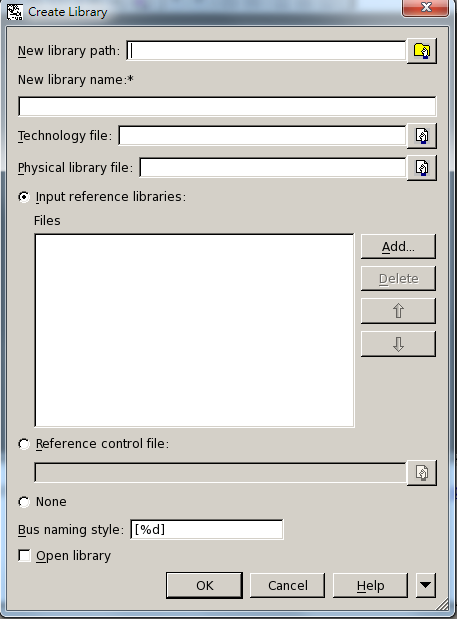 Create Library
New library path:
New library name:*
Technology file:
Physical library file:
Input reference libraries:
Files
Add...
Delete
Reference control file:
None
Bus naming style: [%d]
Open library
OK Cancel Help